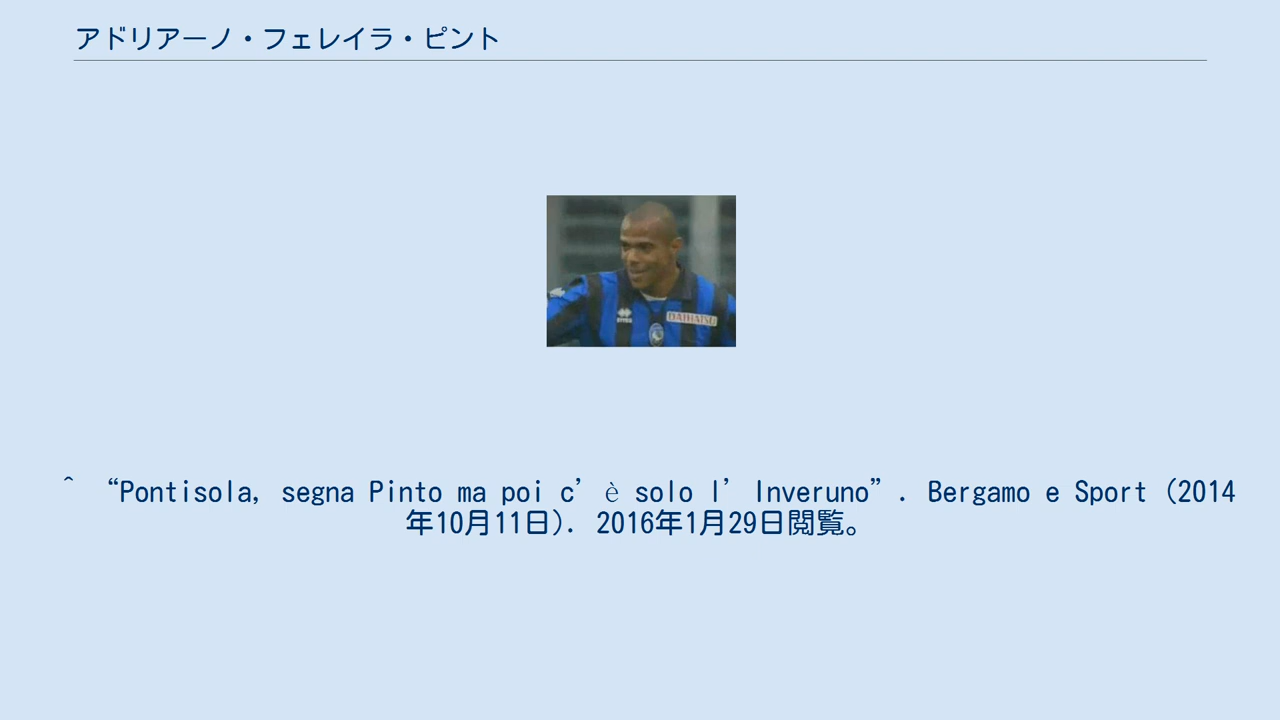 アドリアーノ・フェレイラ・ピント
DAIHATSU
^ “Pontisola, segna Pinto ma poi c’è solo l’Inveruno”. Bergamo e Sport (2014
年10月11日). 2016年1月29日閲覧。